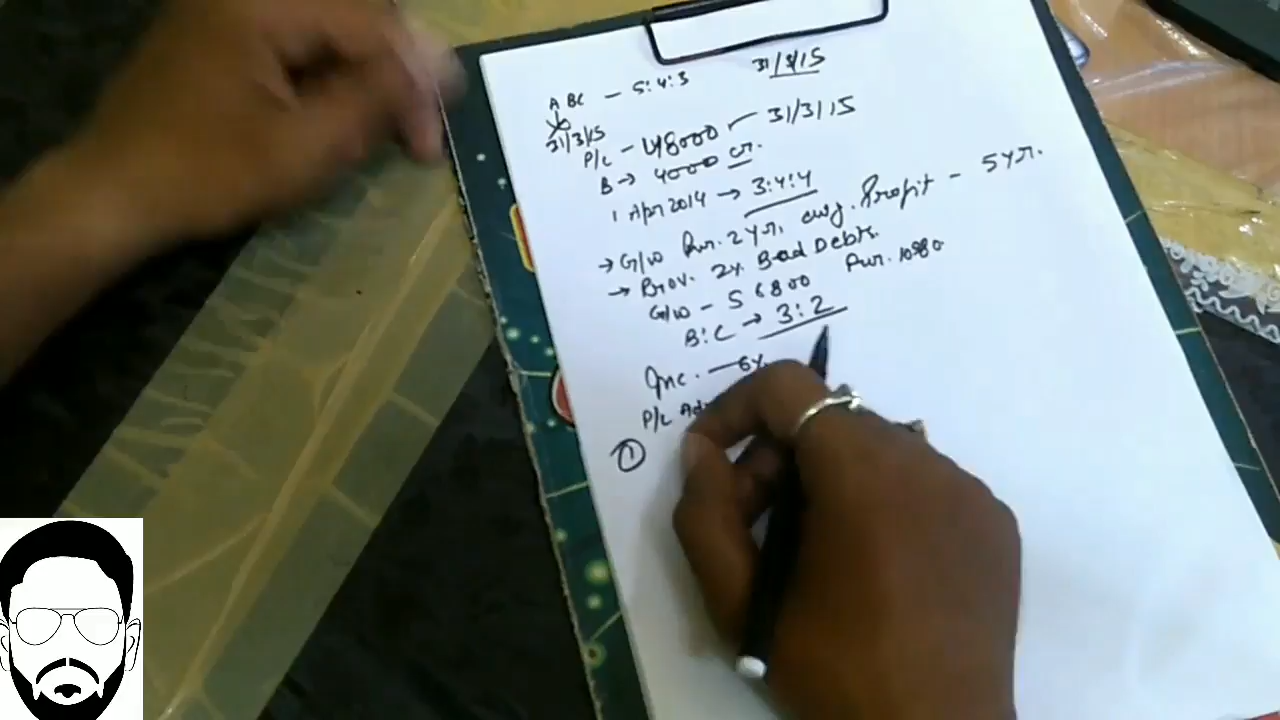 ABC — 5:4:3 31/3/15
31/3/15
P/L — 48000 31/3/15
B → 4000 cr.
1 Apr 2014 → 3:4:4
→ G/W Pur. 2 yr. avg. Profit - 5 yr.
→ Prov. 2% Bad Debts.
G/W — 56800 Pur. 10980
B:C → 3:2
Inc. — 6%
P/L Ad
①